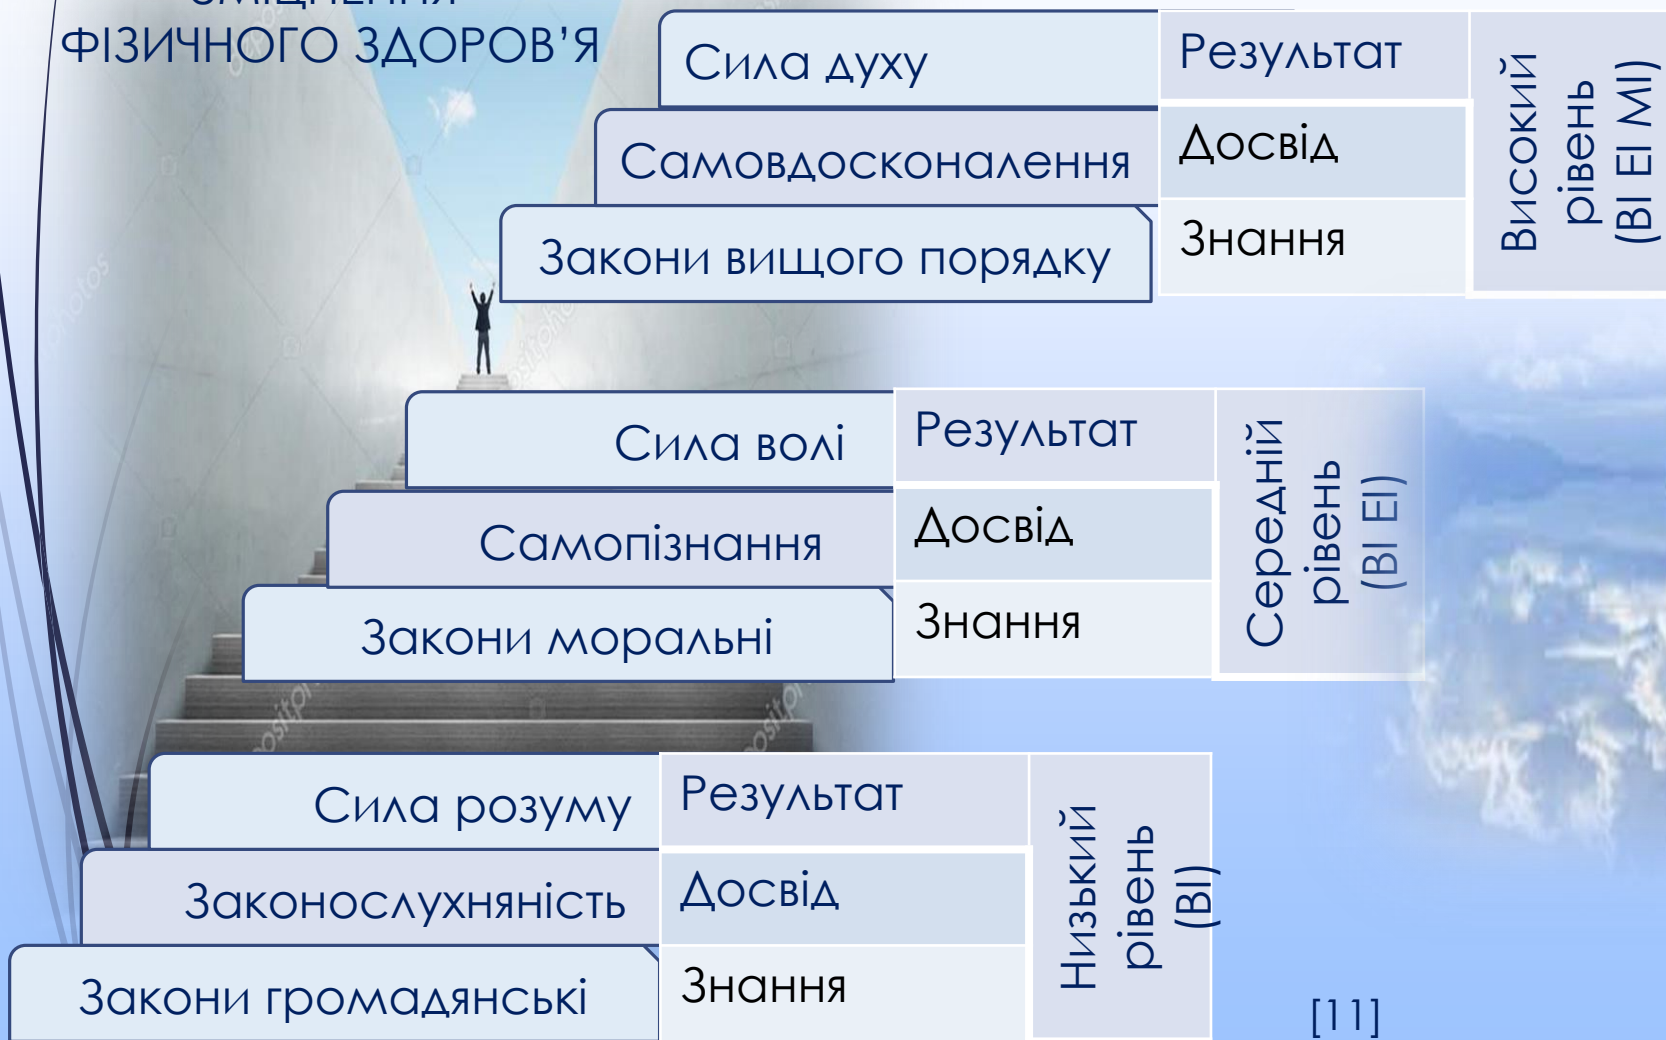 ФІЗИЧНОГО ЗДОРОВ’Я
Сила духу
Результат
Самовдосконалення
Досвід
Закони вищого порядку
Знання
Високий
рівень
(ВІ ЕІ МІ)
Сила волі
Результат
Самопізнання
Досвід
Закони моральні
Знання
Середній
рівень
(ВІ ЕІ)
Сила розуму
Результат
Законослухняність
Досвід
Закони громадянські
Знання
Низький
рівень
(ВІ)
[11]